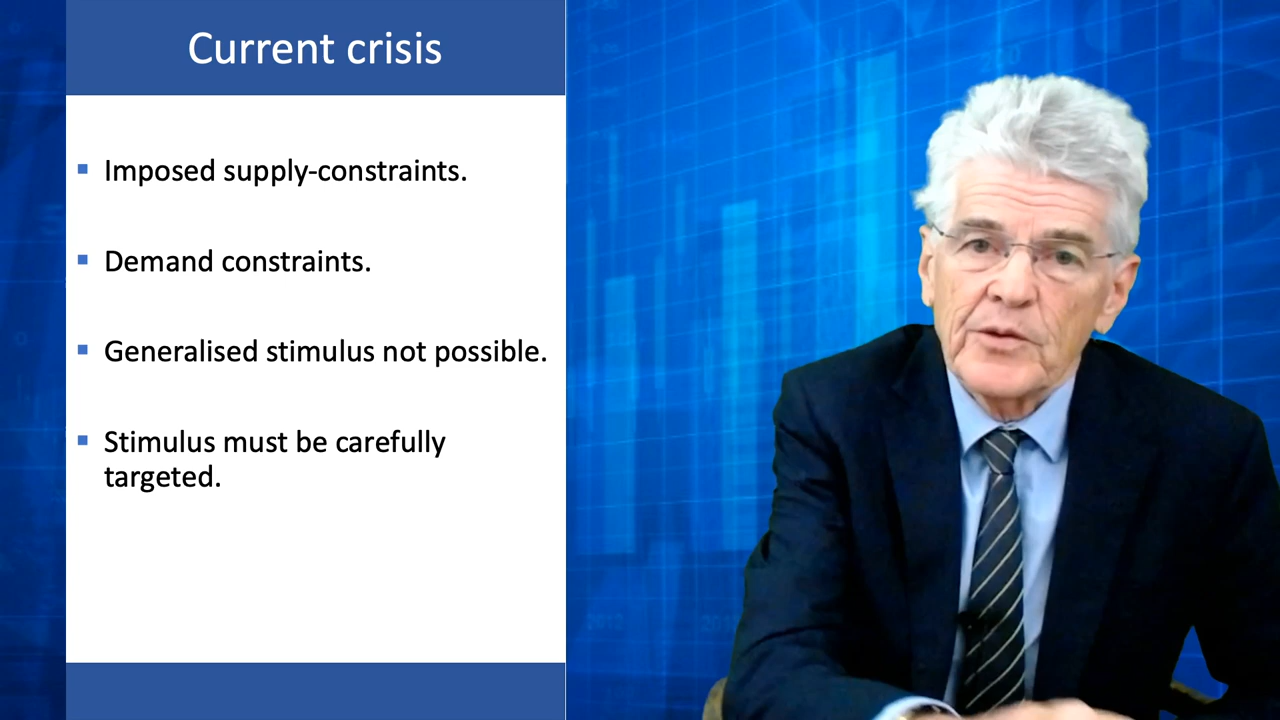 Current crisis
Imposed supply-constraints.
Demand constraints.
Generalised stimulus not possible.
Stimulus must be carefully
targeted.